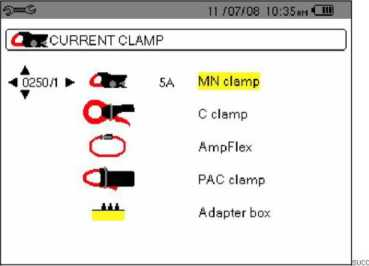 11/07/08 10:35AM
CURRENT CLAMP
0250/1 5A MN clamp
C clamp
AmpFlex
PAC clamp
Adapter box